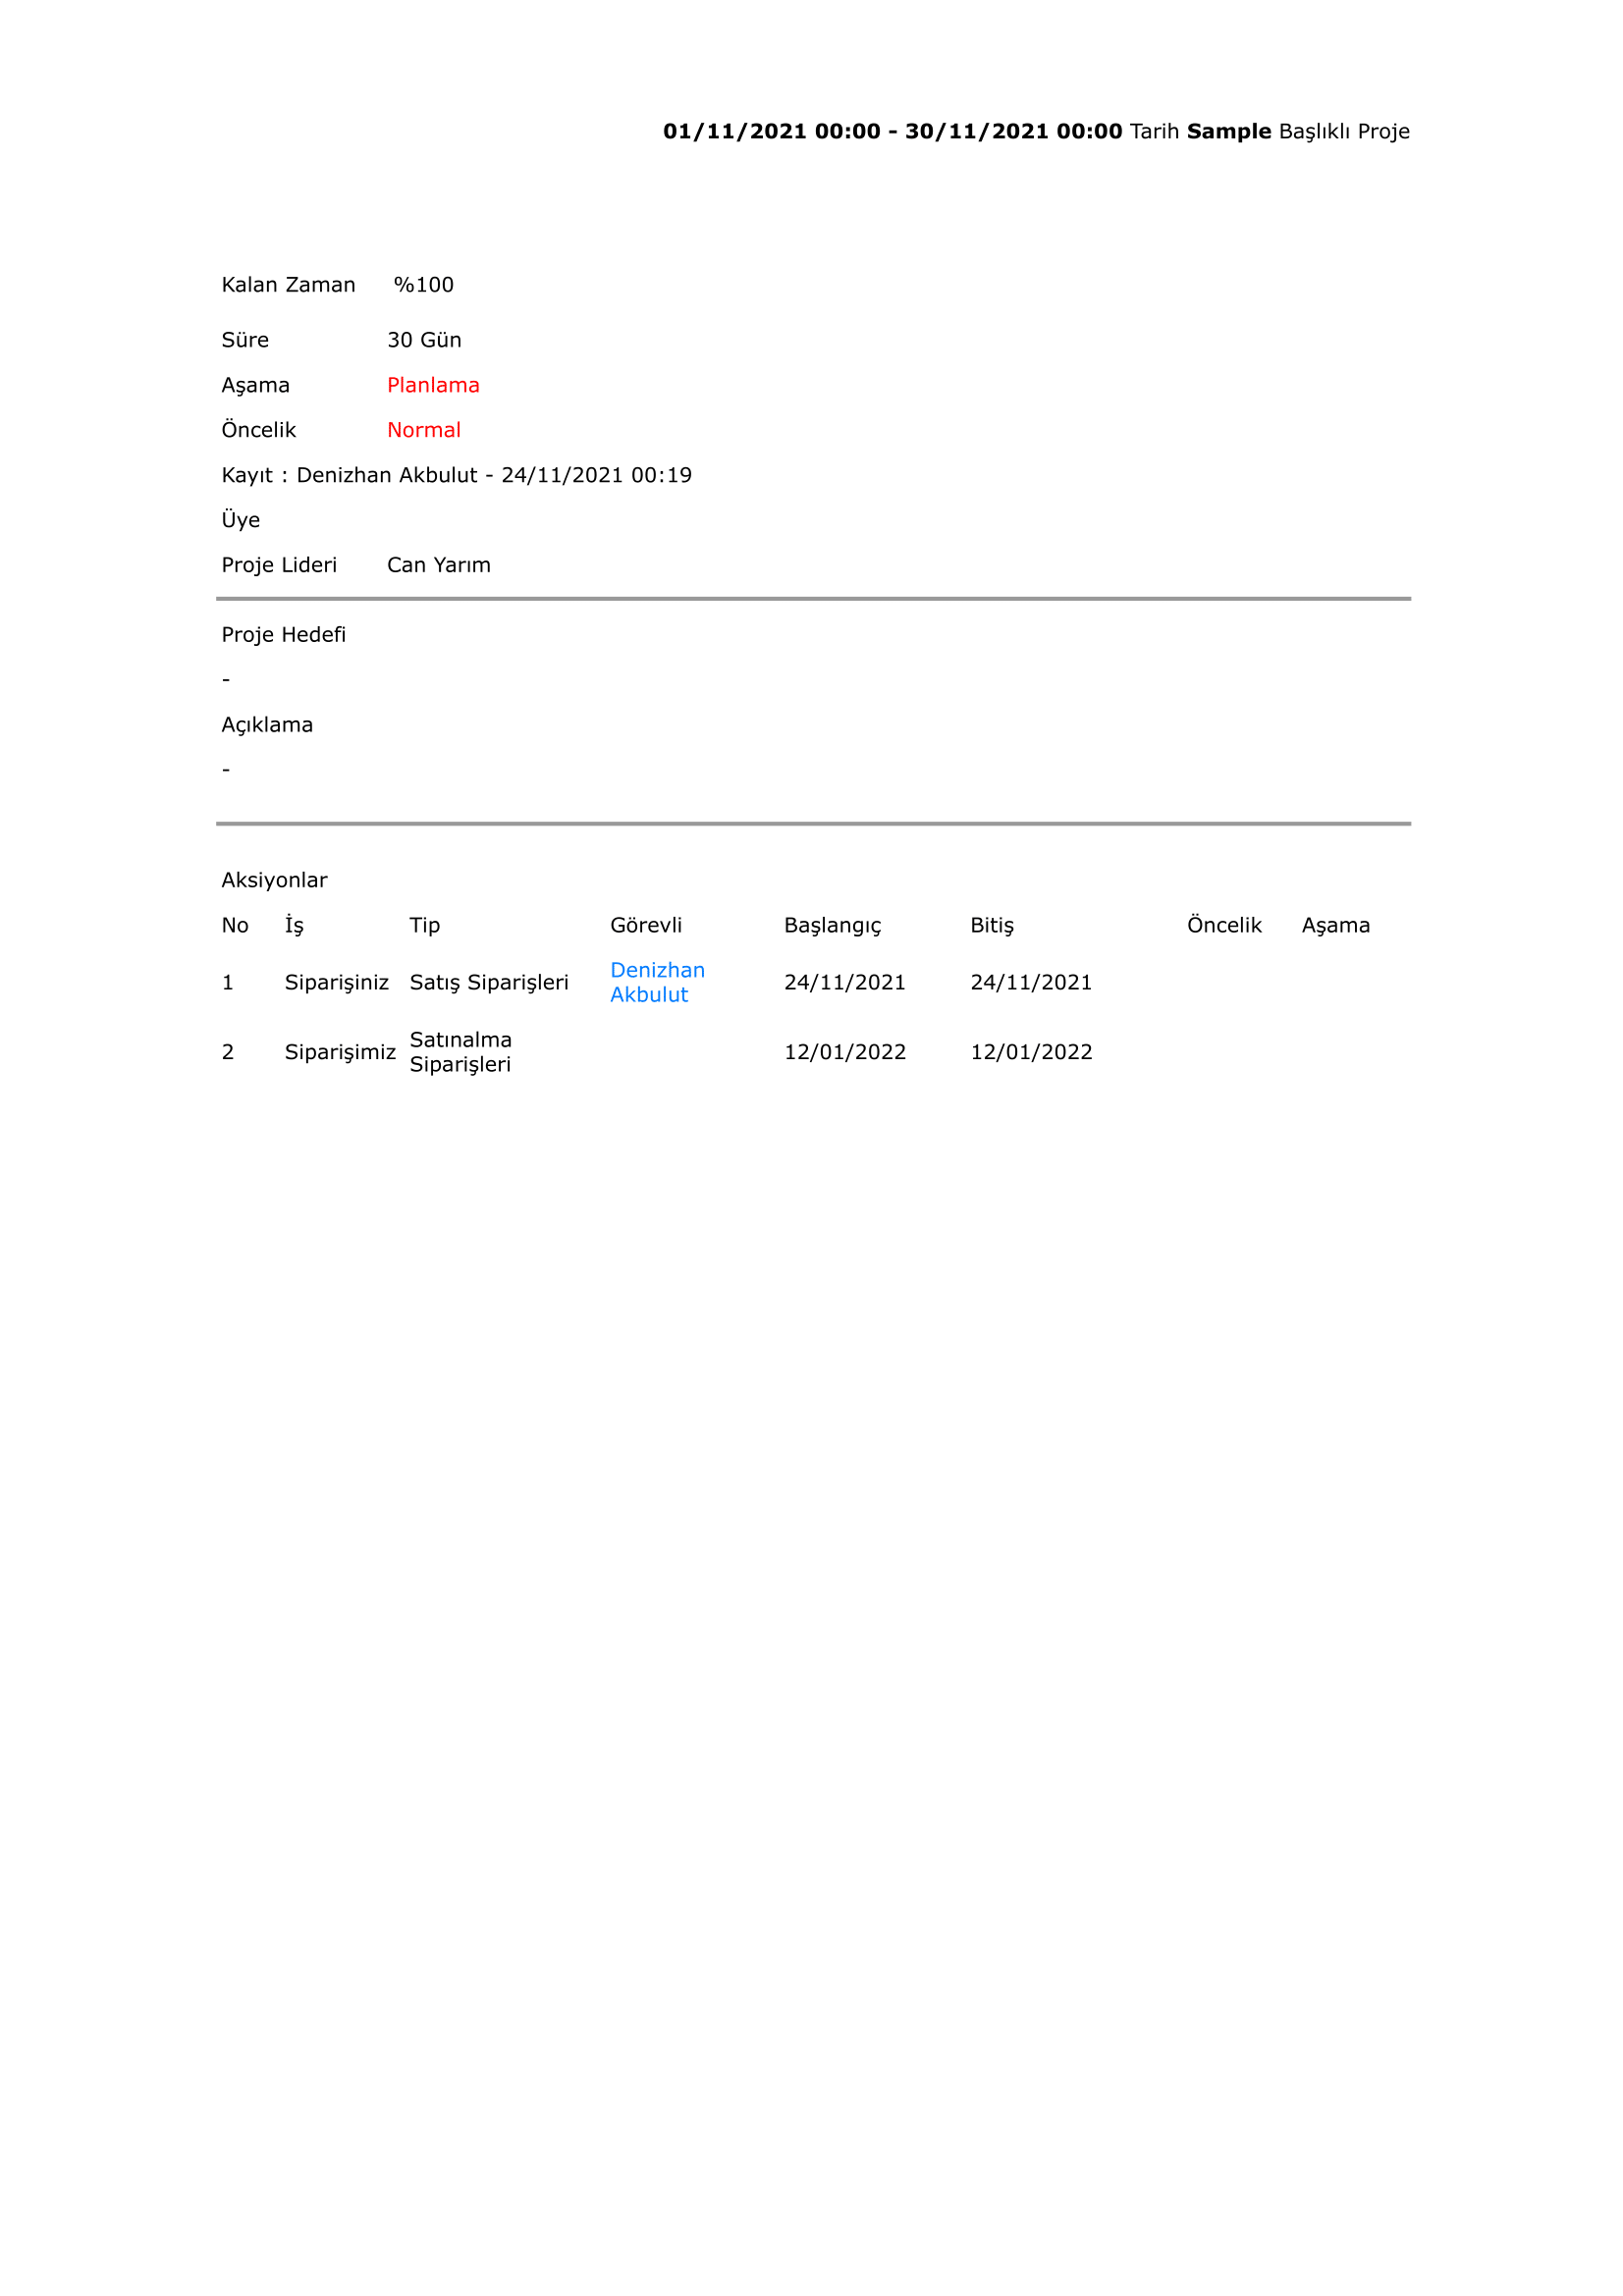 01/11/2021 00:00 - 30/11/2021 00:00 Tarih Sample Başlıklı Proje
Kalan Zaman %100
Süre 30 Gün
Aşama Planlama
Öncelik Normal
Kayıt : Denizhan Akbulut - 24/11/2021 00:19
Üye
Proje Lideri Can Yarım
Proje Hedefi
-
Açıklama
-
Aksiyonlar
No İş Tip Görevli Başlangıç Bitiş Öncelik Aşama
1 Siparişiniz Satış Siparişleri Denizhan Akbulut 24/11/2021 24/11/2021
2 Siparişimiz Satınalma Siparişleri 12/01/2022 12/01/2022